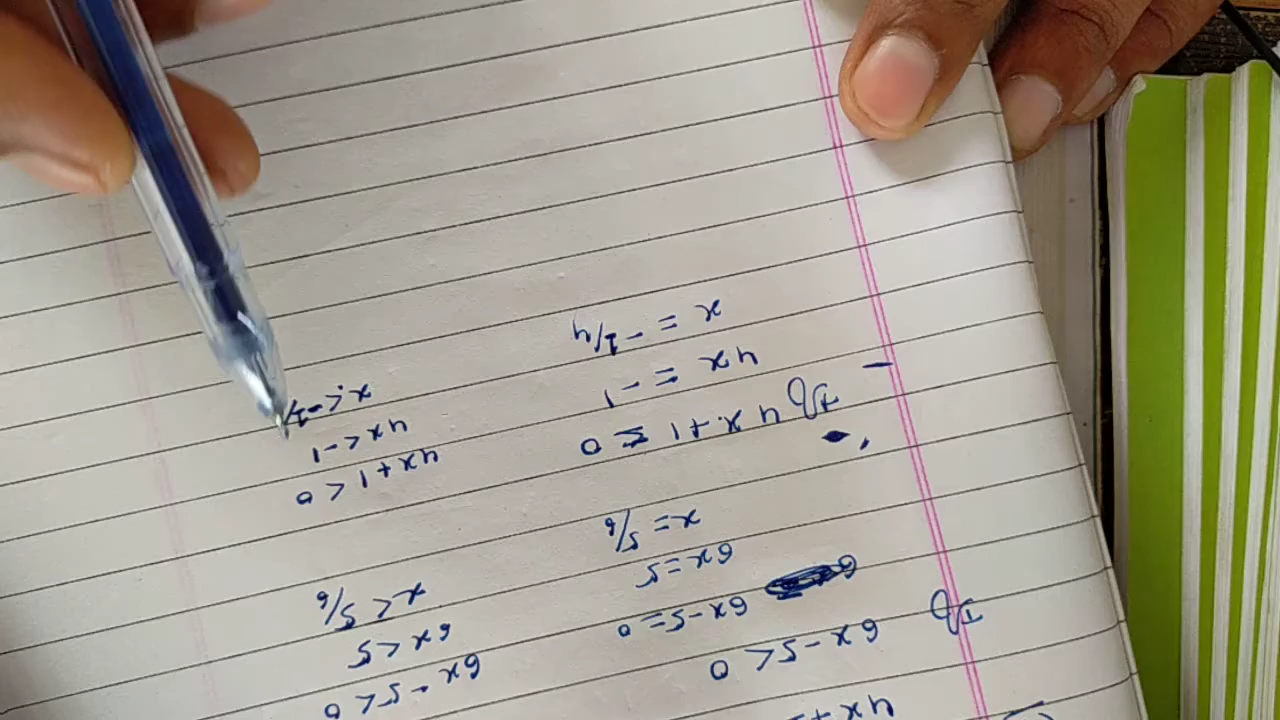 4x+
If 6x-5<0
6x-5=0
6x=5
x=5/6
6x-5<0
6x<5
x<5/6
If 4x+1 = 0
4x = -1
x = -1/4
4x+1<0
4x<-1
x<-1/